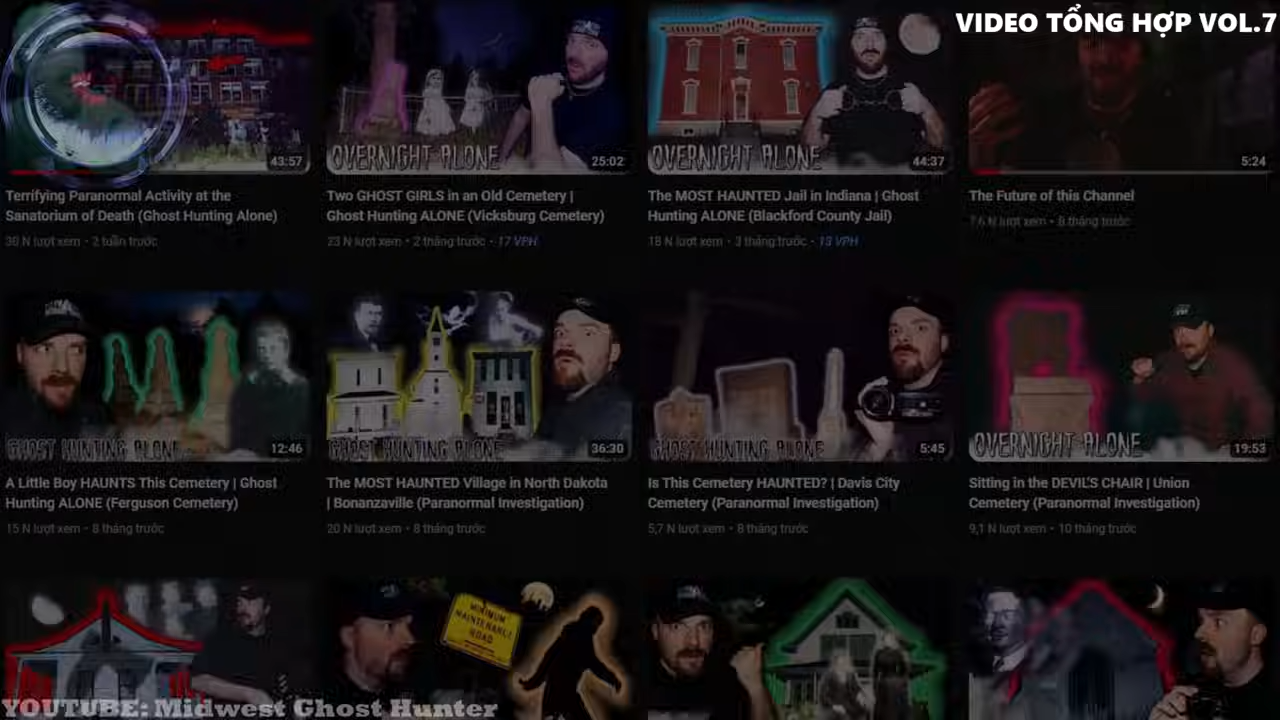 VIDEO TỔNG HỢP VOL.7
43:57
OVERNIGHT ALONE
25:02
OVERNIGHT ALONE
44:37
5:24
Terrifying Paranormal Activity at the
Sanatorium of Death (Ghost Hunting Alone)
30 N lượt xem • 2 tuần trước
Two GHOST GIRLS in an Old Cemetery |
Ghost Hunting ALONE (Vicksburg Cemetery)
23 N lượt xem • 2 tháng trước • 17 VPH
The MOST HAUNTED Jail in Indiana | Ghost
Hunting ALONE (Blackford County Jail)
18 N lượt xem • 3 tháng trước • 13 VPH
The Future of this Channel
7,6 N lượt xem • 8 tháng trước
GHOST HUNTING ALONE
12:46
GHOST HUNTING ALONE
36:30
GHOST HUNTING ALONE
5:45
OVERNIGHT ALONE
19:53
A Little Boy HAUNTS This Cemetery | Ghost
Hunting ALONE (Ferguson Cemetery)
15 N lượt xem • 8 tháng trước
The MOST HAUNTED Village in North Dakota
| Bonanzaville (Paranormal Investigation)
20 N lượt xem • 8 tháng trước
Is This Cemetery HAUNTED? | Davis City
Cemetery (Paranormal Investigation)
5,7 N lượt xem • 8 tháng trước
Sitting in the DEVIL'S CHAIR | Union
Cemetery (Paranormal Investigation)
9,1 N lượt xem • 10 tháng trước
MINIMUM
MAINTENANCE
ROAD
YOUTUBE: Midwest Ghost Hunter